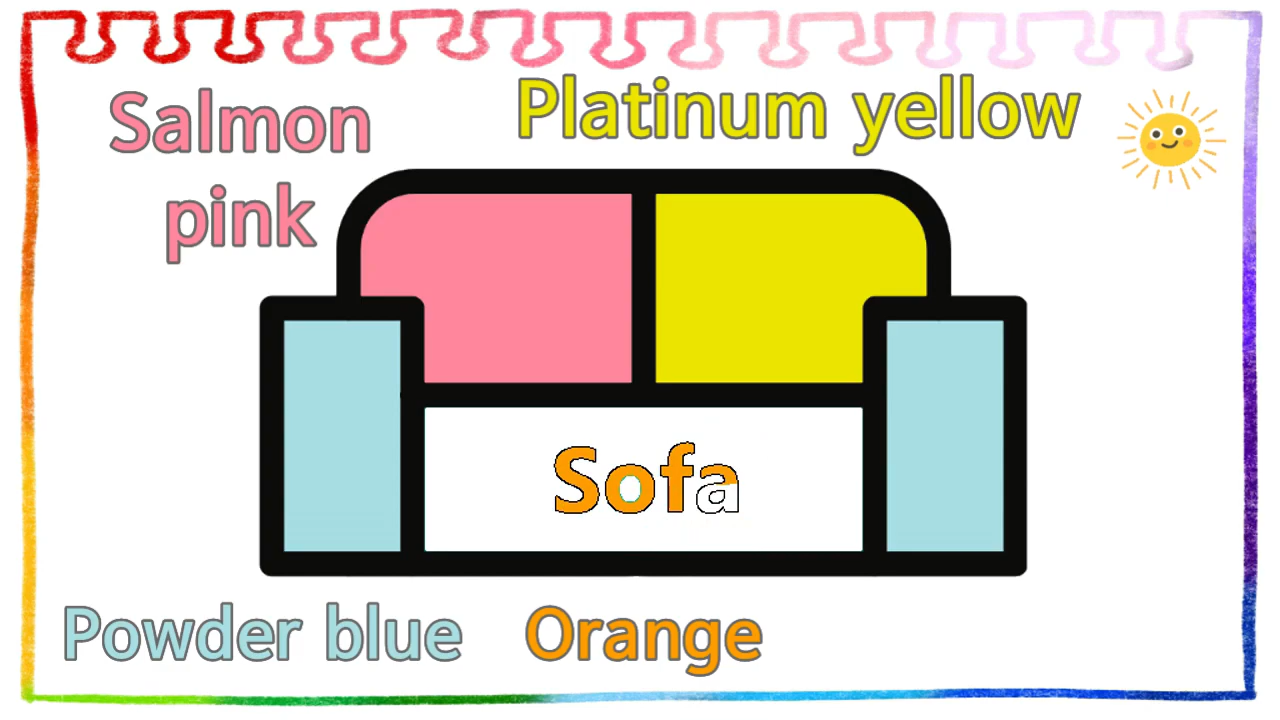 Salmon
pink
Platinum yellow
Sofa
Powder blue
Orange